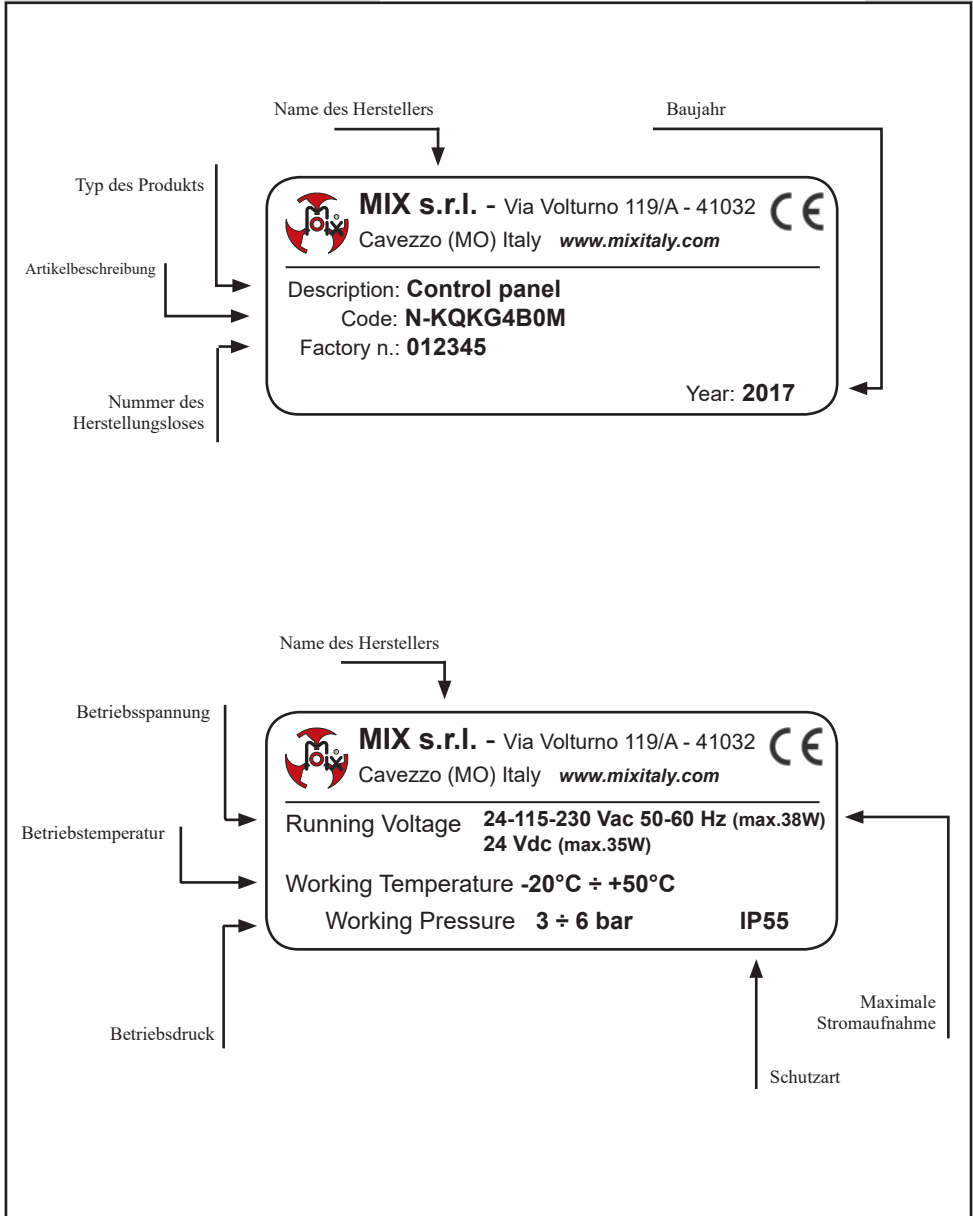 Name des Herstellers
Baujahr
Typ des Produkts
Artikelbeschreibung
Nummer des
Herstellungsloses
MIX®
MIX s.r.l. - Via Volturno 119/A - 41032 CE
Cavezzo (MO) Italy www.mixitaly.com
Description: Control panel
Code: N-KQKG4B0M
Factory n.: 012345
Year: 2017
Name des Herstellers
Betriebsspannung
Betriebstemperatur
Betriebsdruck
MIX®
MIX s.r.l. - Via Volturno 119/A - 41032 CE
Cavezzo (MO) Italy www.mixitaly.com
Running Voltage 24-115-230 Vac 50-60 Hz (max.38W)
24 Vdc (max.35W)
Working Temperature -20°C ÷ +50°C
Working Pressure 3 ÷ 6 bar IP55
Maximale
Stromaufnahme
Schutzart